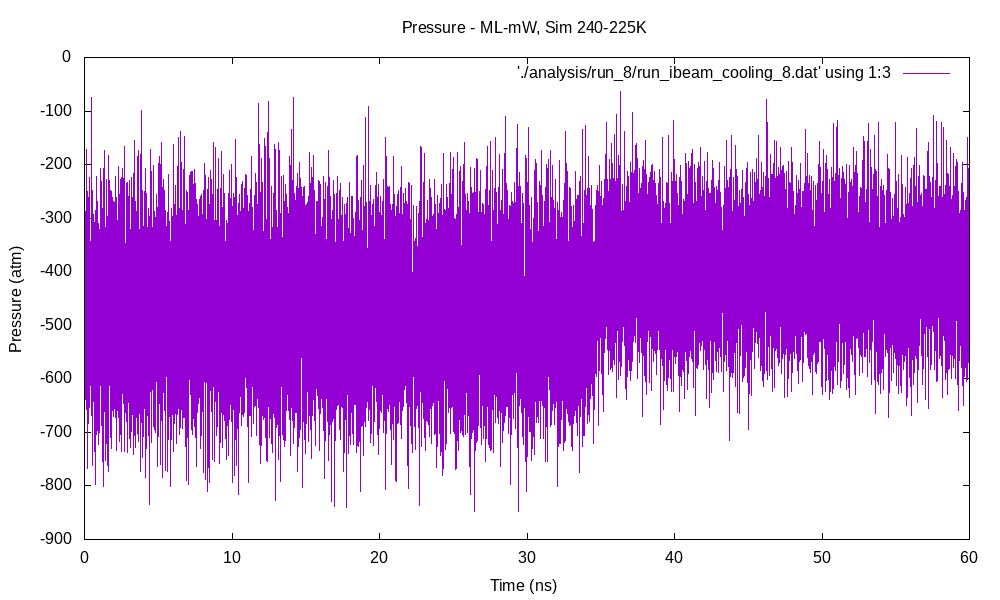 Pressure - ML-mW, Sim 240-225K
'./analysis/run_8/run_ibeam_cooling_8.dat' using 1:3
0
-100
-200
-300
-400
-500
-600
-700
-800
-900
Pressure (atm)
0 10 20 30 40 50 60
Time (ns)